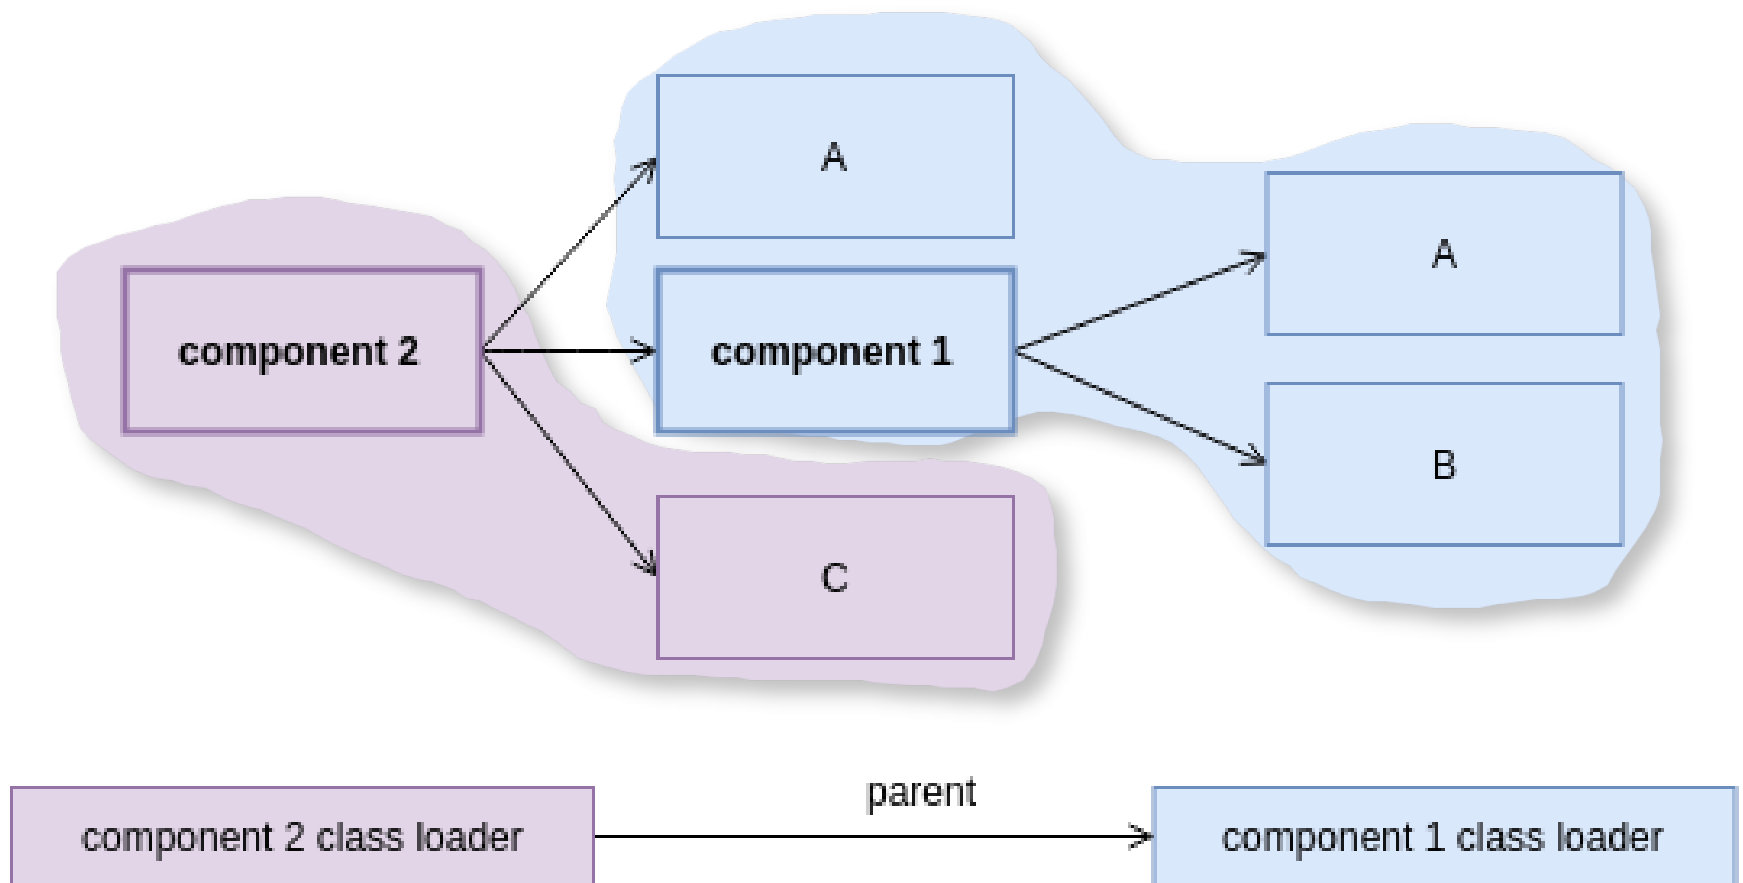 A
A
component 2
component 1
B
C
parent
component 2 class loader
component 1 class loader